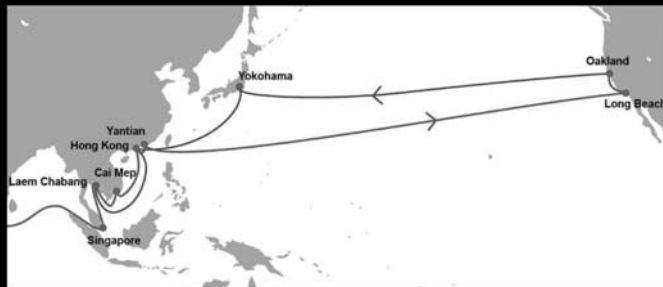 Oakland
Yokohama
Long Beach
Yantian
Hong Kong
Cai Mep
Laem Chabang
Singapore